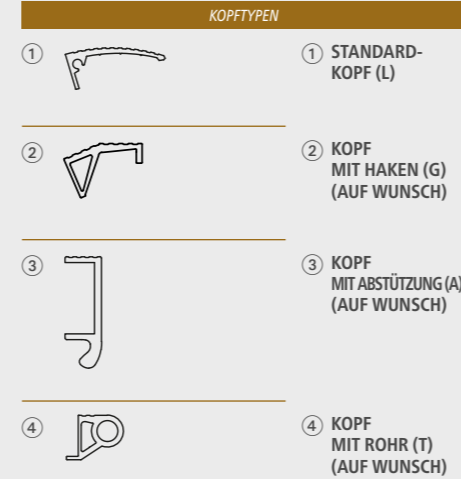 KOPFTYPEN
① ① STANDARD-
KOPF (L)
② ② KOPF
MIT HAKEN (G)
(AUF WUNSCH)
③ ③ KOPF
MIT ABSTÜTZUNG (A)
(AUF WUNSCH)
④ ④ KOPF
MIT ROHR (T)
(AUF WUNSCH)